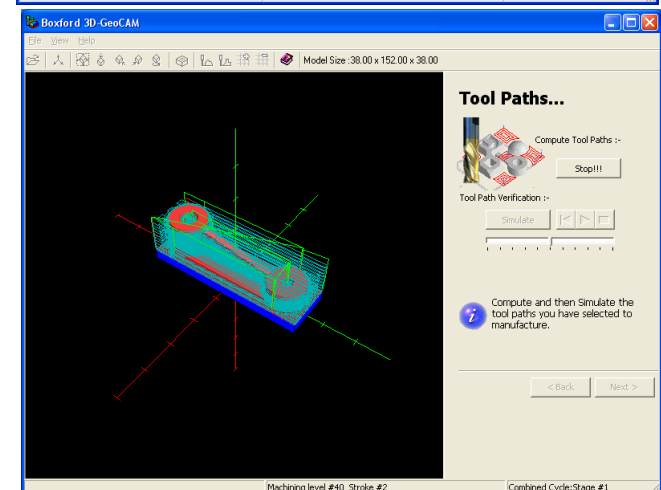 Boxford 3D-GeoCAM
File View Help
Model Size :38.00 x 152.00 x 38.00
Tool Paths...
Compute Tool Paths :-
Stop!!!
Tool Path Verification :-
Simulate
Compute and then Simulate the
tool paths you have selected to
manufacture.
< Back Next >
Machining level #40 Stroke #2 Combined Cycle:Stage #1